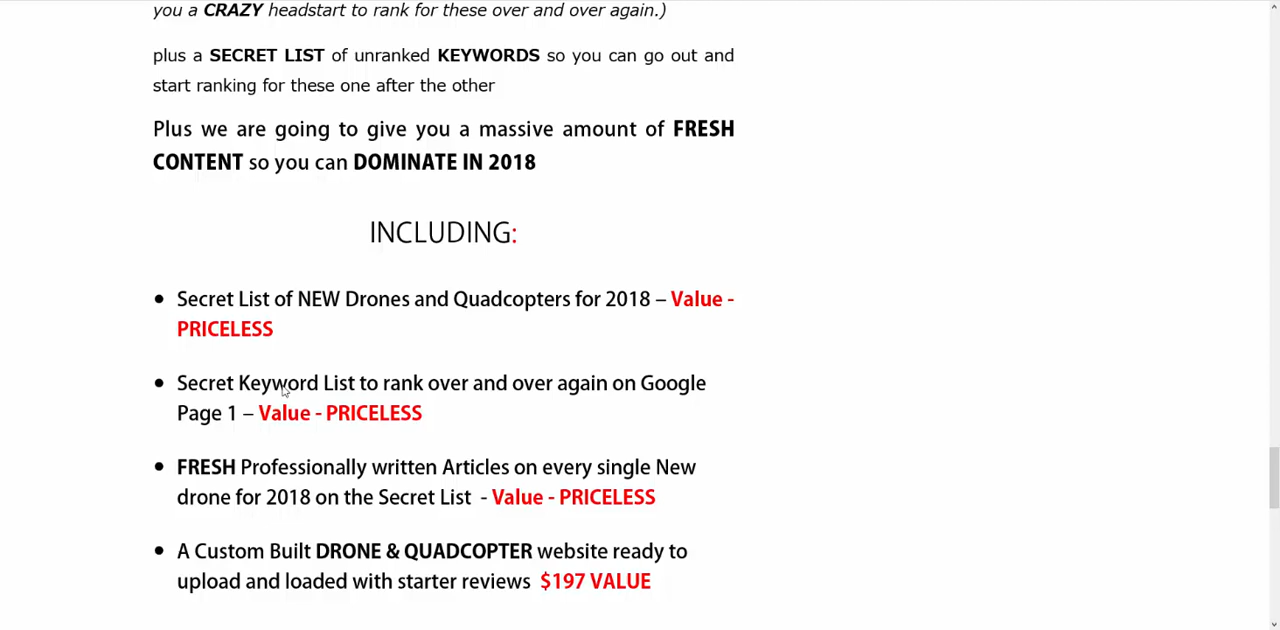 you a CRAZY headstart to rank for these over and over again.)
plus a SECRET LIST of unranked KEYWORDS so you can go out and
start ranking for these one after the other
Plus we are going to give you a massive amount of FRESH
CONTENT so you can DOMINATE IN 2018
INCLUDING:
• Secret List of NEW Drones and Quadcopters for 2018 – Value -
PRICELESS
• Secret Keyword List to rank over and over again on Google
Page 1 – Value - PRICELESS
• FRESH Professionally written Articles on every single New
drone for 2018 on the Secret List - Value - PRICELESS
• A Custom Built DRONE & QUADCOPTER website ready to
upload and loaded with starter reviews $197 VALUE